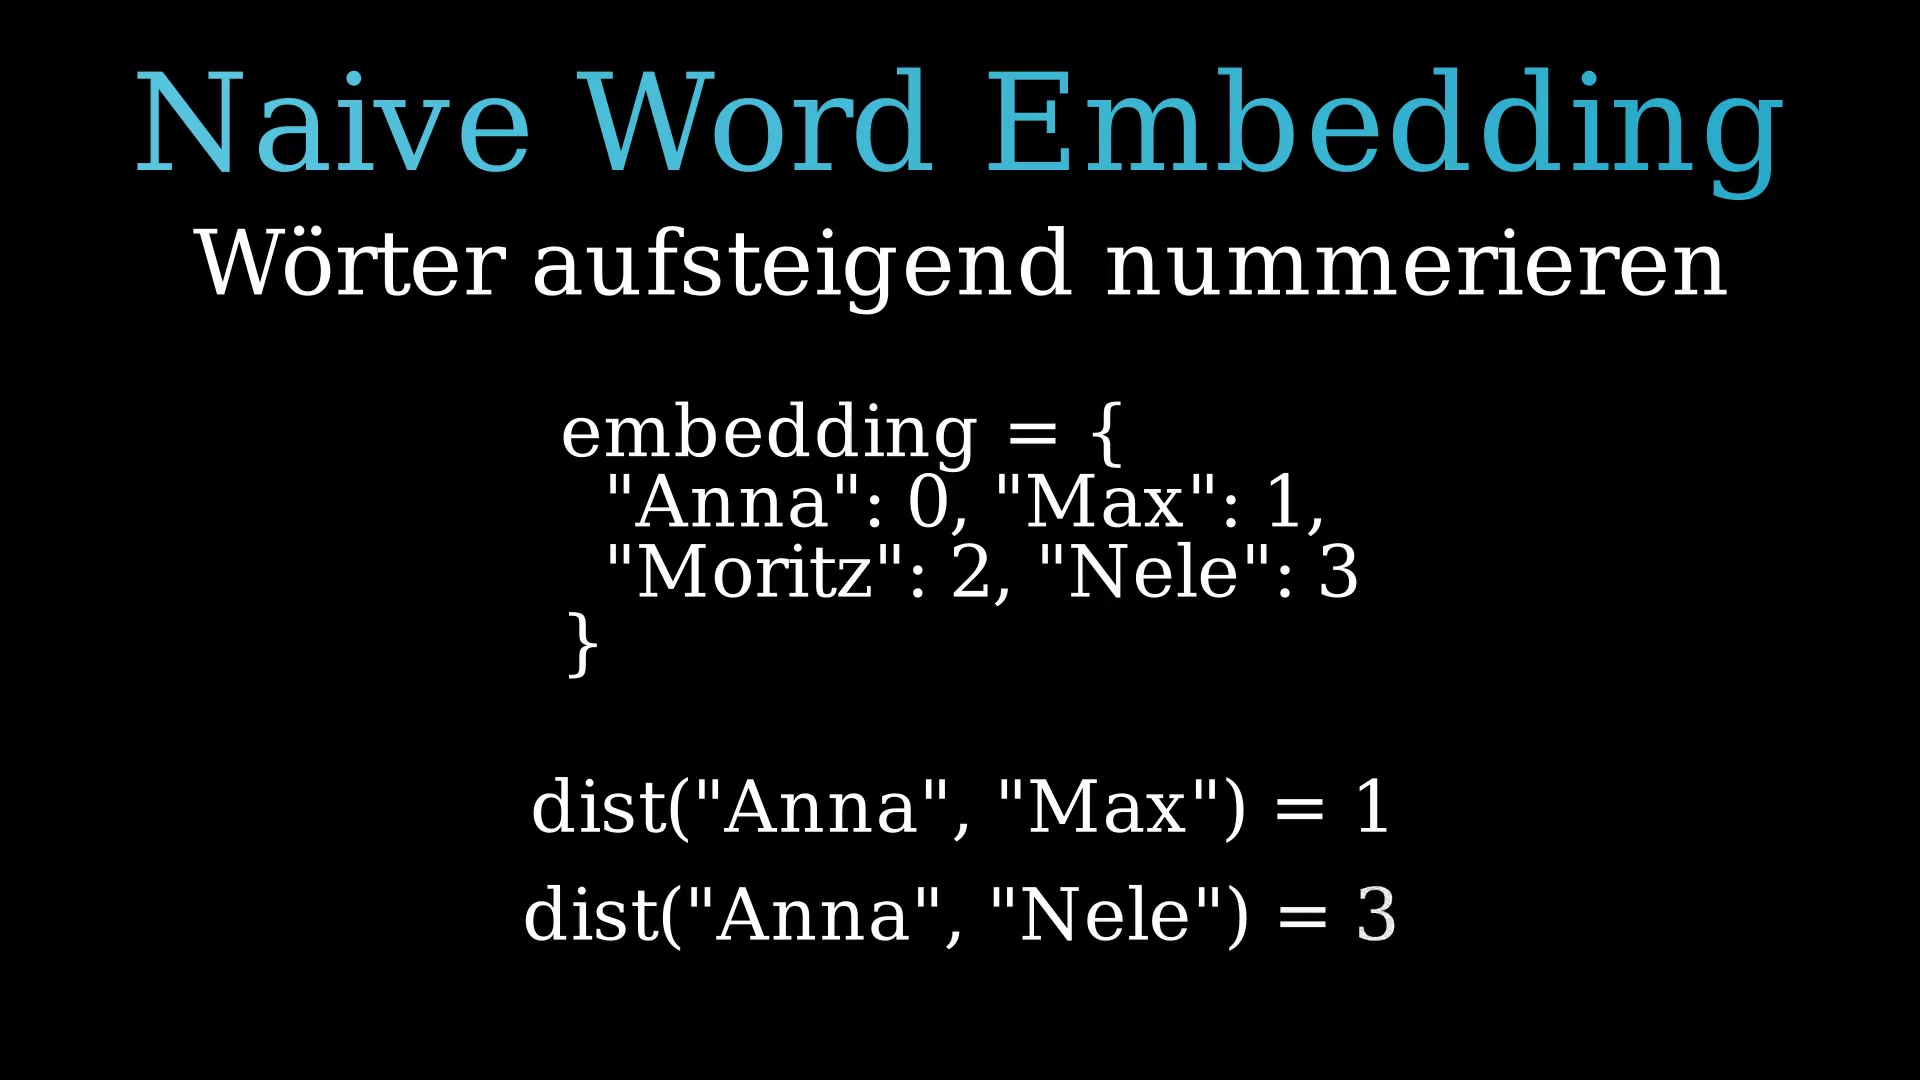 Naive Word Embedding
Wörter aufsteigend nummerieren
embedding = {
"Anna": 0, "Max": 1,
"Moritz": 2, "Nele": 3
}
dist("Anna", "Max") = 1
dist("Anna", "Nele") = 3